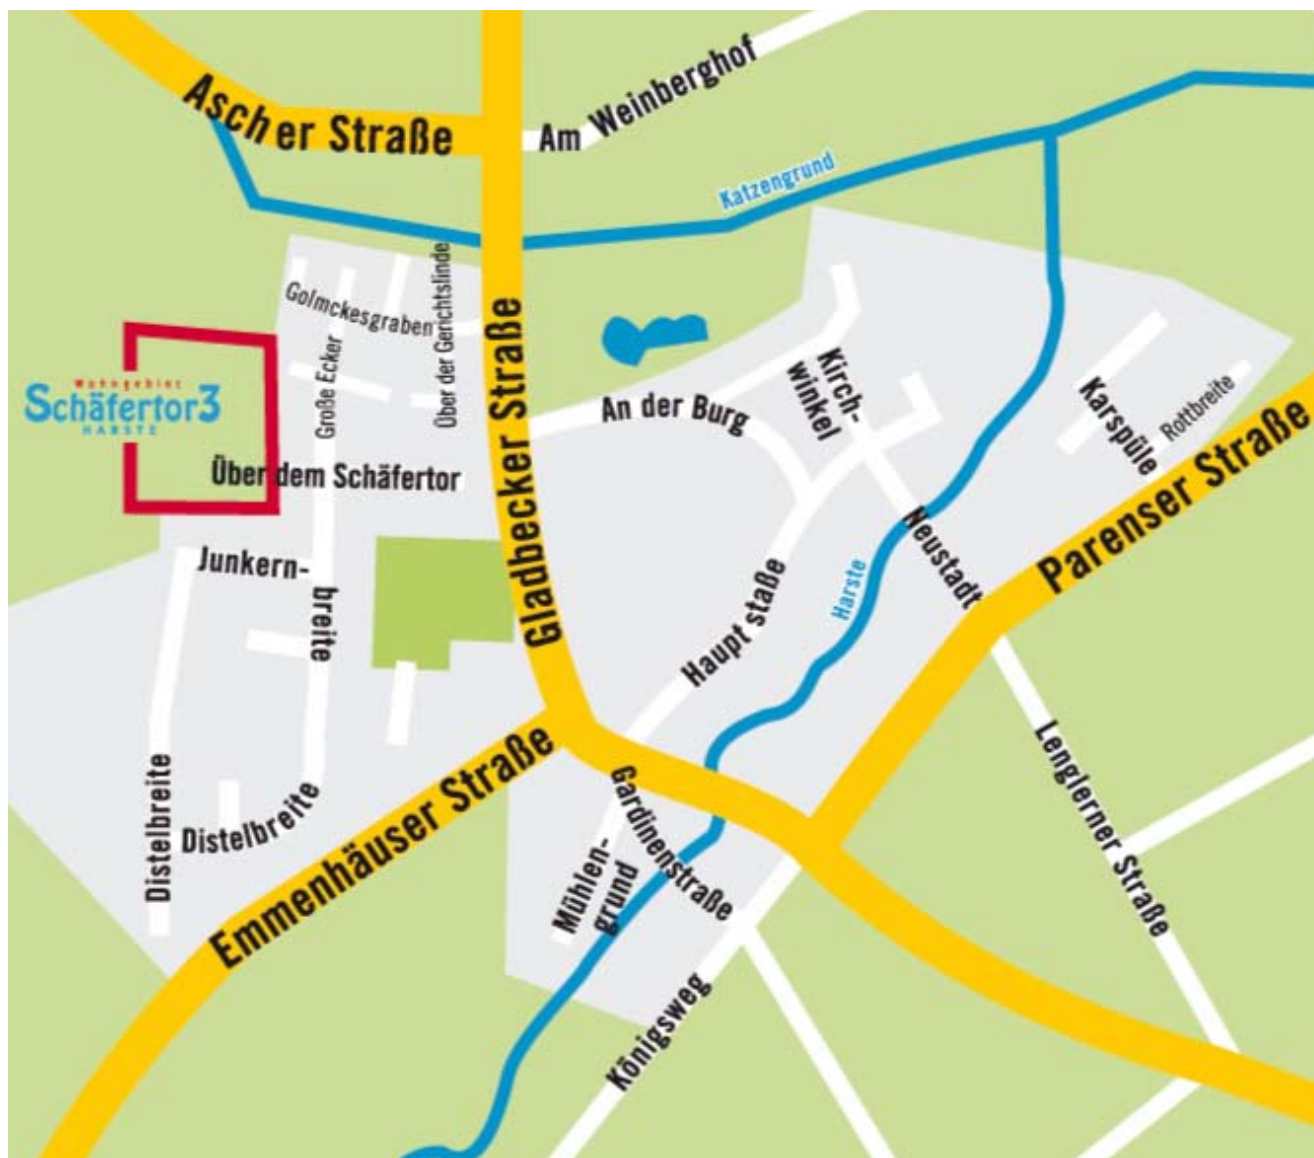 Ascher Straße
Am Weinberghof
Katzengrund
Golmckesgraben
Über der Gerichtslinde
Große Ecker
Gladbecker Straße
Wohngebiet
Schäfertor3
HARSTE
Über dem Schäfertor
An der Burg
Kirch-
winkel
Karspüle
Rottbreite
Parenser Straße
Junkern-
breite
Neustadt
Harste
Haupt staße
Distelbreite
Distelbreite
Emmenhäuser Straße
Gardinenstraße
Mühlen-
grund
Lenglerner Straße
Königsweg